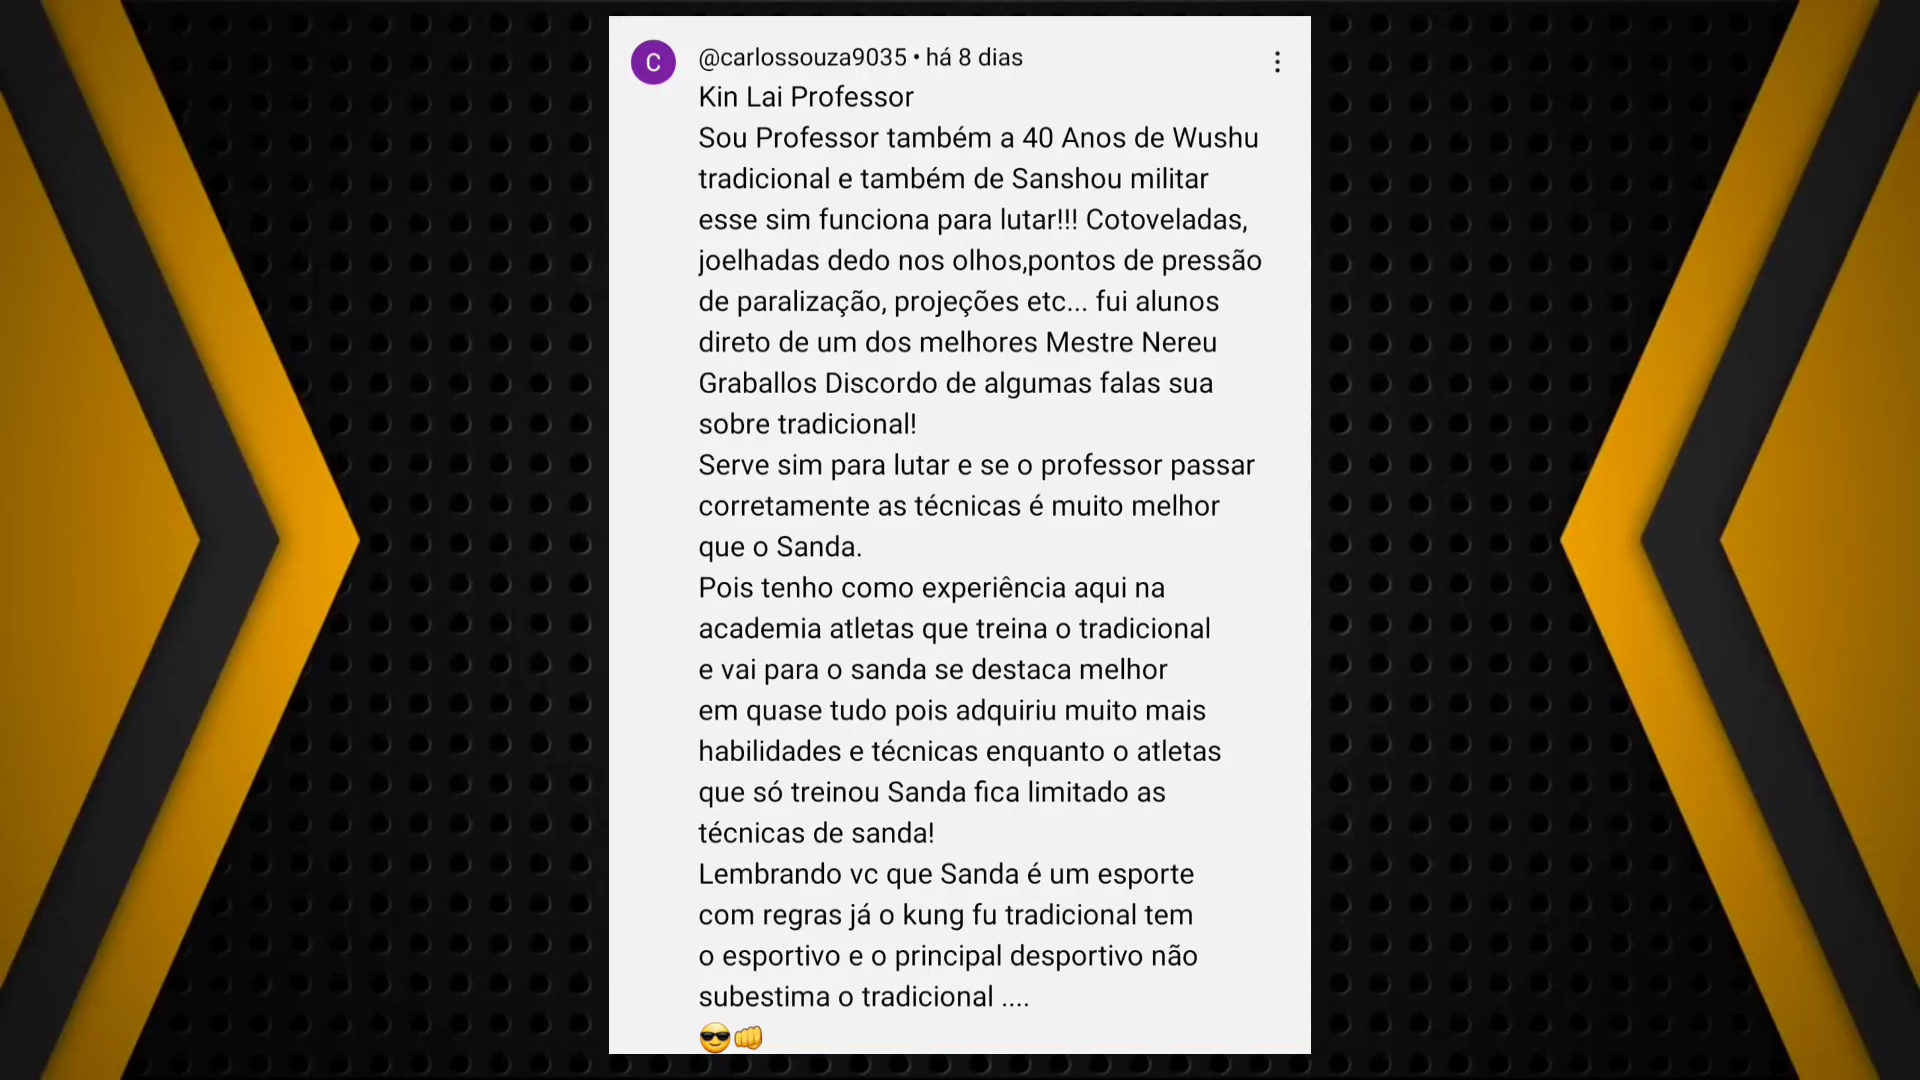 C
@carlossouza9035 • há 8 dias
Kin Lai Professor
Sou Professor também a 40 Anos de Wushu
tradicional e também de Sanshou militar
esse sim funciona para lutar!!! Cotoveladas,
joelhadas dedo nos olhos,pontos de pressão
de paralização, projeções etc... fui alunos
direto de um dos melhores Mestre Nereu
Graballos Discordo de algumas falas sua
sobre tradicional!
Serve sim para lutar e se o professor passar
corretamente as técnicas é muito melhor
que o Sanda.
Pois tenho como experiência aqui na
academia atletas que treina o tradicional
e vai para o sanda se destaca melhor
em quase tudo pois adquiriu muito mais
habilidades e técnicas enquanto o atletas
que só treinou Sanda fica limitado as
técnicas de sanda!
Lembrando vc que Sanda é um esporte
com regras já o kung fu tradicional tem
o esportivo e o principal desportivo não
subestima o tradicional ....
😎👊